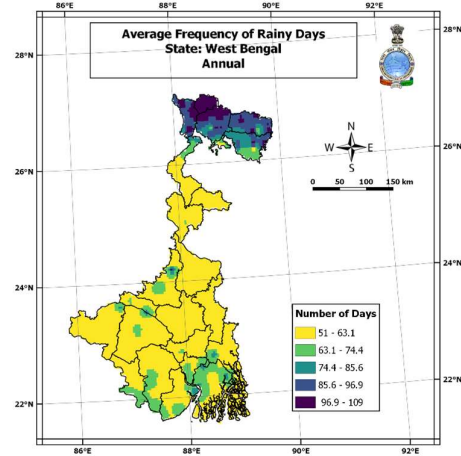 86°E 88°E 90°E 92°E
Average Frequency of Rainy Days
State: West Bengal
Annual
28°N 28°N
N
W E
S
26°N 26°N
0 50 100 150 km
24°N 24°N
Number of Days
51 - 63.1
63.1 - 74.4
74.4 - 85.6
85.6 - 96.9
96.9 - 109
22°N 22°N
86°E 88°E 90°E 92°E